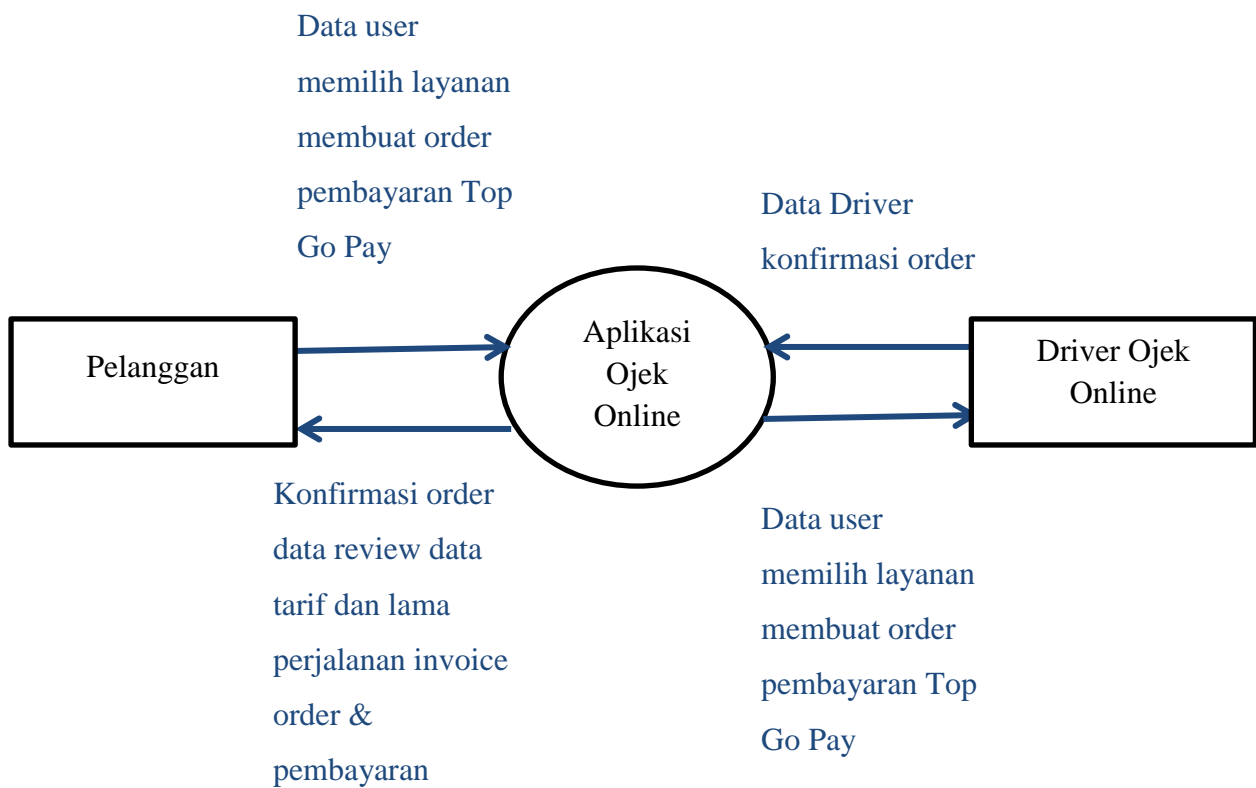 Data user
memilih layanan
membuat order
pembayaran Top
Go Pay
Data Driver
konfirmasi order
Pelanggan
Aplikasi
Ojek
Online
Driver Ojek
Online
Konfirmasi order
data review data
tarif dan lama
perjalanan invoice
order &
pembayaran
Data user
memilih layanan
membuat order
pembayaran Top
Go Pay